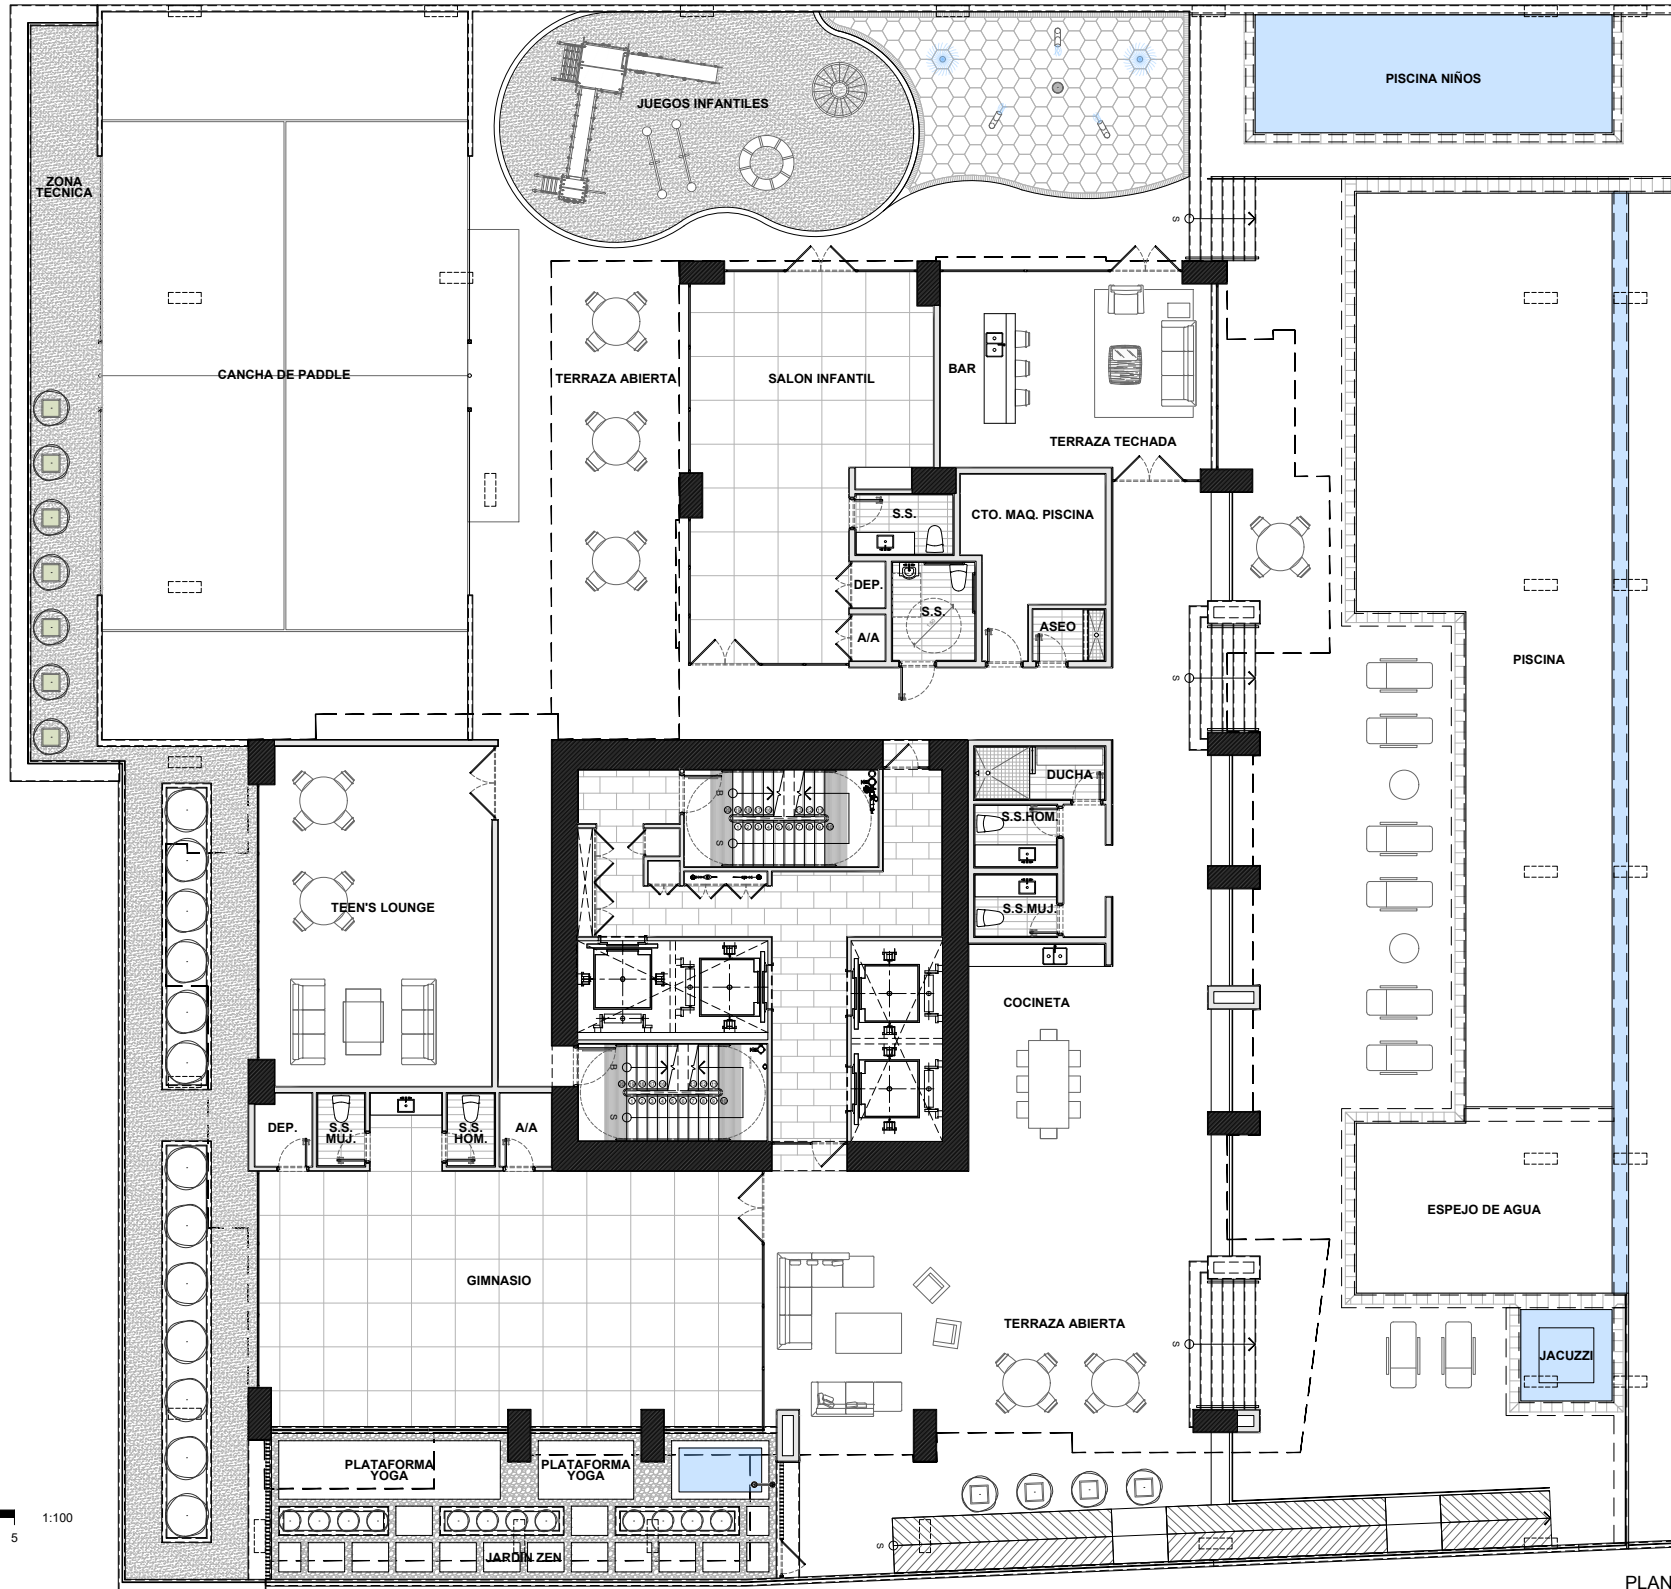 PISCINA NIÑOS
JUEGOS INFANTILES
ZONA
TECNICA
S
CANCHA DE PADDLE
TERRAZA ABIERTA
SALON INFANTIL
BAR
TERRAZA TECHADA
S.S.
CTO. MAQ. PISCINA
DEP.
S.S.
A/A
ASEO
PISCINA
S
DUCHA
B
S.S.HOM.
S
TEEN'S LOUNGE
S.S.MUJ.
COCINETA
B
S
DEP.
S.S.
MUJ.
S.S.
HOM.
A/A
ESPEJO DE AGUA
GIMNASIO
TERRAZA ABIERTA
S
JACUZZI
PLATAFORMA
YOGA
PLATAFORMA
YOGA
1:100
5
S
JARDÍN ZEN
PLAN